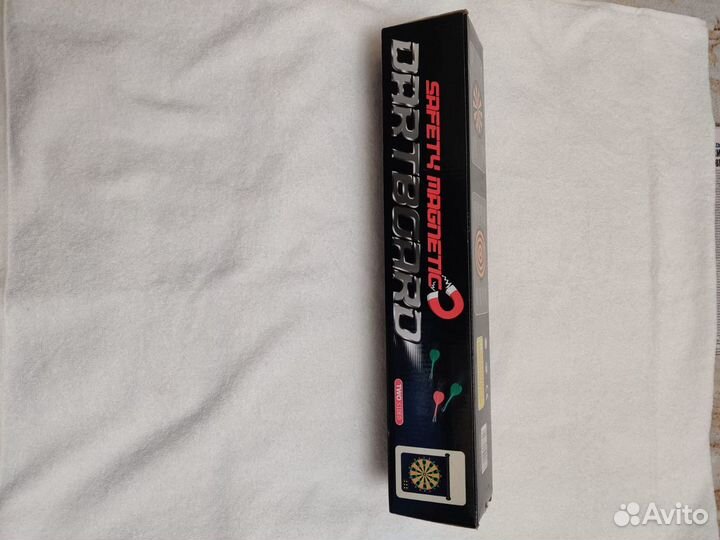 SAFETY MAGNETIC
DARTBOARD
TWO SIDED
Avito